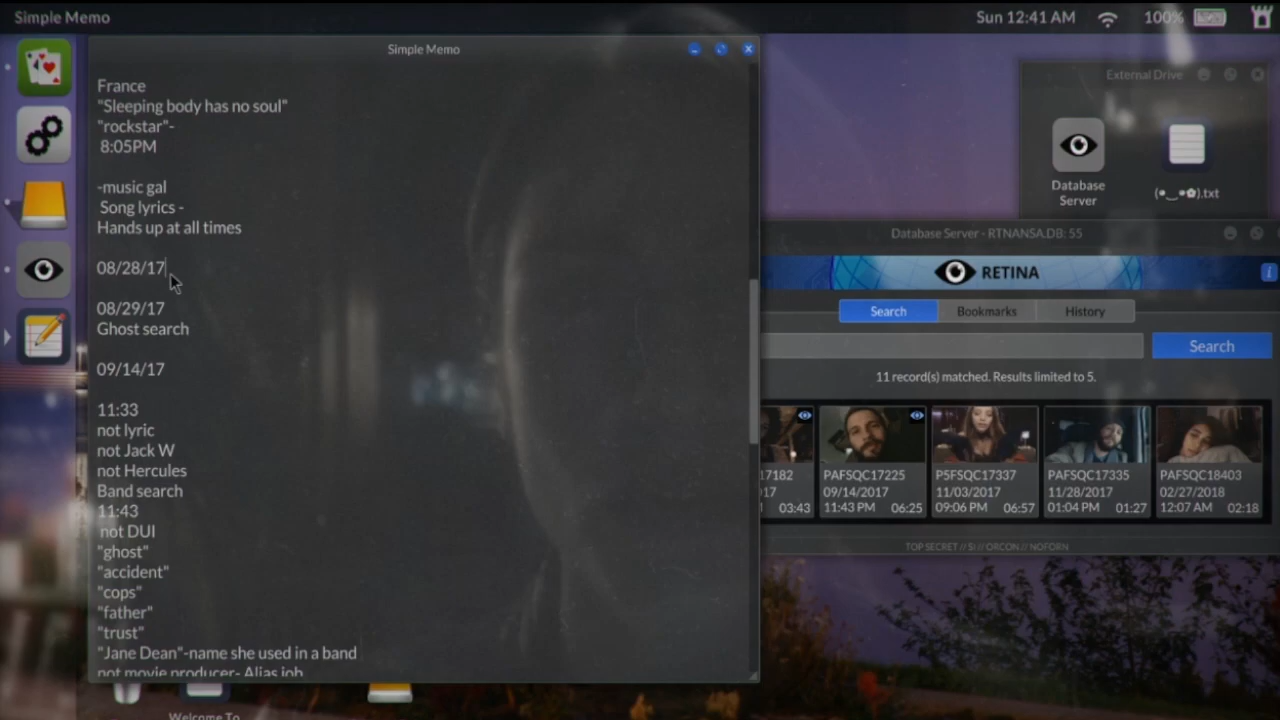 Simple Memo
Sun 12:41 AM
100%
Simple Memo
France
"Sleeping body has no soul"
"rockstar"-
8:05PM
-music gal
Song lyrics -
Hands up at all times
08/28/17
08/29/17
Ghost search
09/14/17
11:33
not lyric
not Jack W
not Hercules
Band search
11:43
not DUI
"ghost"
"accident"
"cops"
"father"
"trust"
"Jane Dean"-name she used in a band
not movie producer- Alias job
External Drive
Database
Server
(•‿•✿).txt
Database Server - RTNANSA.DB: 55
RETINA
Search
Bookmarks
History
Search
11 record(s) matched. Results limited to 5.
17182
17
03:43
PAFSQC17225
09/14/2017
11:43 PM
06:25
P5FSQC17337
11/03/2017
09:06 PM
06:57
PAFSQC17335
11/28/2017
01:04 PM
01:27
PAFSQC18403
02/27/2018
12:07 AM
02:18
TOP SECRET // SI // ORCON // NOFORN
Welcome To